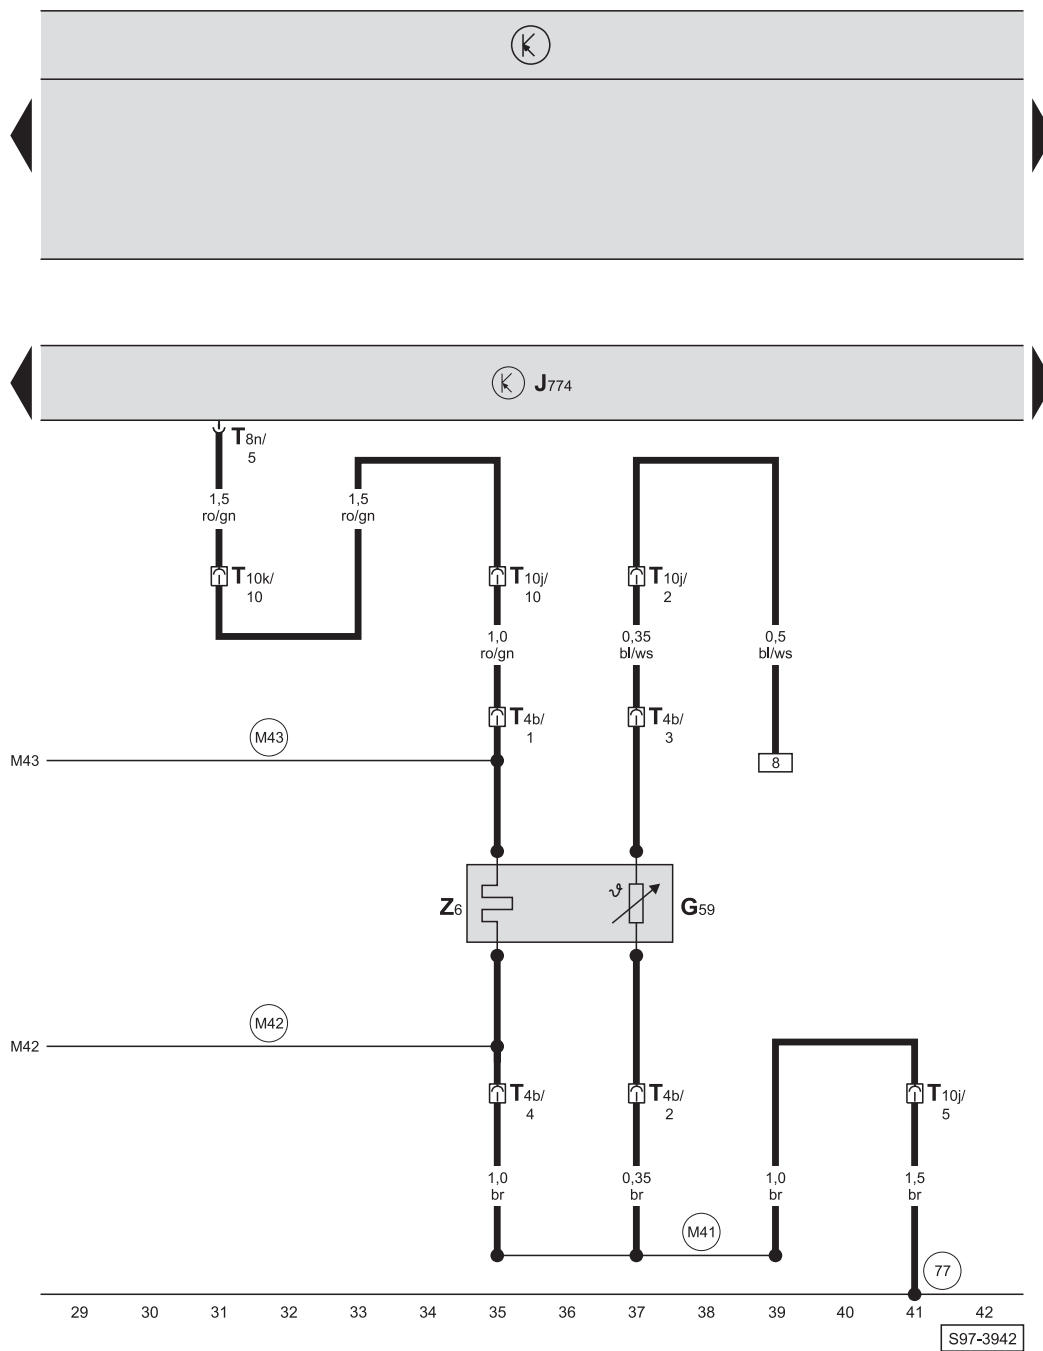 J774
T8n/
5
1,5
ro/gn
1,5
ro/gn
T10k/
10
T10j/
10
T10j/
2
1,0
ro/gn
0,35
bl/ws
0,5
bl/ws
T4b/
1
T4b/
3
M43
M43
8
Z6
G59
M42
M42
T4b/
4
T4b/
2
T10j/
5
1,0
br
0,35
br
1,0
br
1,5
br
M41
77
29 30 31 32 33 34 35 36 37 38 39 40 41 42
S97-3942